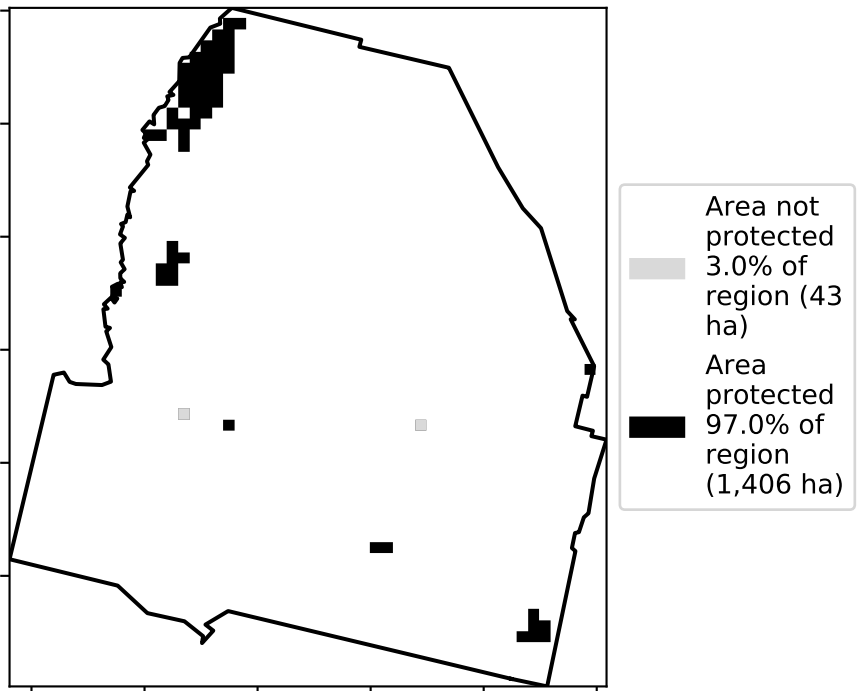 Area not
protected
3.0% of
region (43
ha)
Area
protected
97.0% of
region
(1,406 ha)